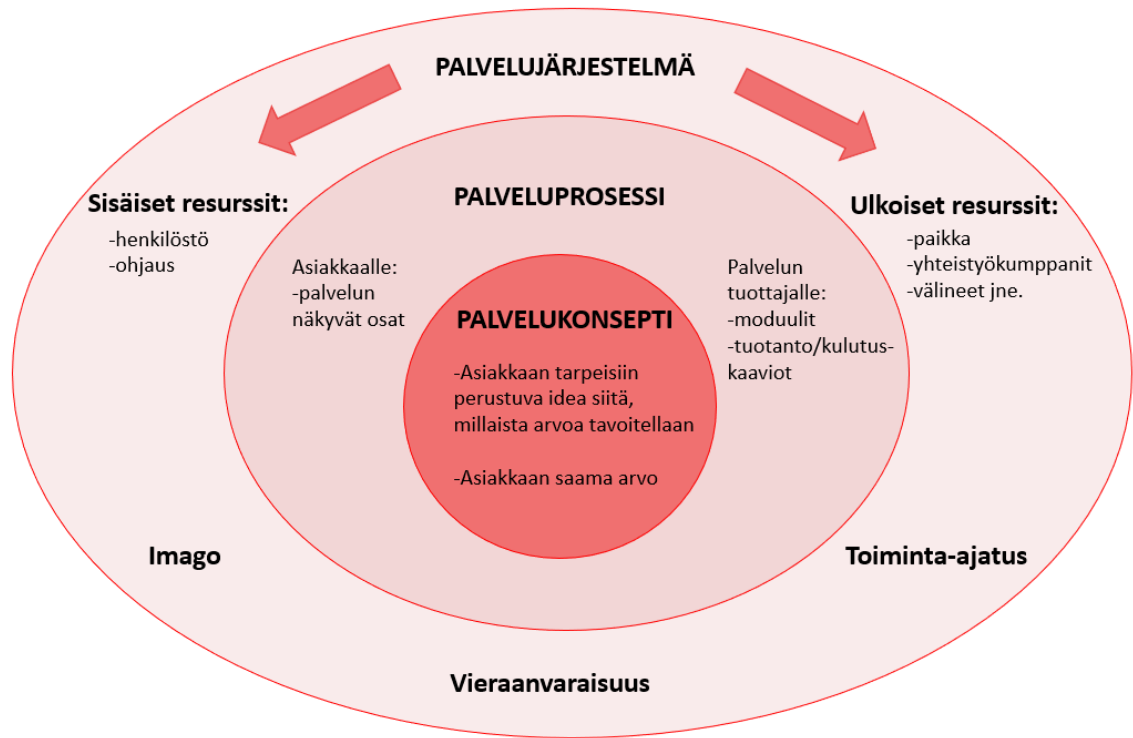 PALVELUJÄRJESTELMÄ
Sisäiset resurssit:
-henkilöstö
-ohjaus
Ulkoiset resurssit:
-paikka
-yhteistyökumppanit
-välineet jne.
PALVELUPROSESSI
Asiakkaalle:
-palvelun
näkyvät osat
Palvelun
tuottajalle:
-moduulit
-tuotanto/kulutus-
kaaviot
PALVELUKONSEPTI
-Asiakkaan tarpeisiin
perustuva idea siitä,
millaista arvoa tavoitellaan
-Asiakkaan saama arvo
Imago
Toiminta-ajatus
Vieraanvaraisuus